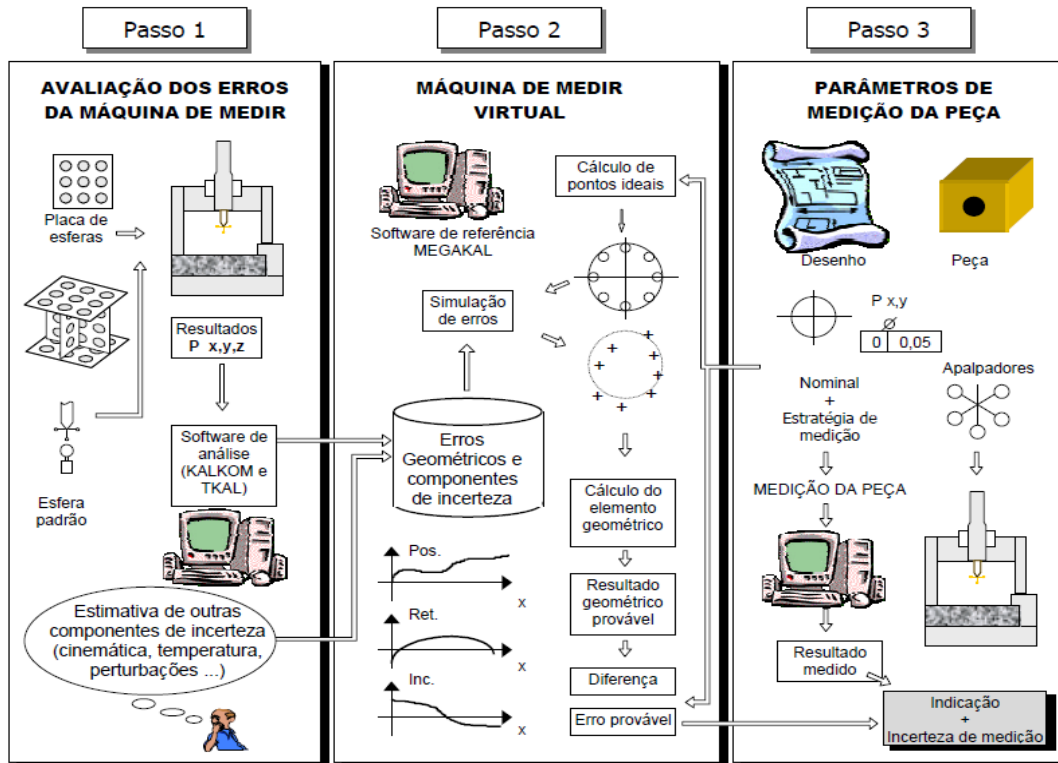 Passo 1
AVALIAÇÃO DOS ERROS
DA MÁQUINA DE MEDIR
Placa de
esferas
Resultados
P x,y,z
Software de
análise
(KALKOM e
TKAL)
Esfera
padrão
Estimativa de outras
componentes de incerteza
(cinemática, temperatura,
perturbações ...)
Passo 2
MÁQUINA DE MEDIR
VIRTUAL
Cálculo de
pontos ideais
Software de referência
MEGAKAL
Simulação
de erros
Erros
Geométricos e
componentes
de incerteza
Cálculo do
elemento
geométrico
Pos.
x
Resultado
geométrico
provável
Ret.
x
Diferença
Inc.
x
Erro provável
Passo 3
PARÂMETROS DE
MEDIÇÃO DA PEÇA
Desenho
Peça
P x,y
⌀
0 0,05
Apalpadores
Nominal
+
Estratégia de
medição
MEDIÇÃO DA PEÇA
Resultado
medido
Indicação
+
Incerteza de medição